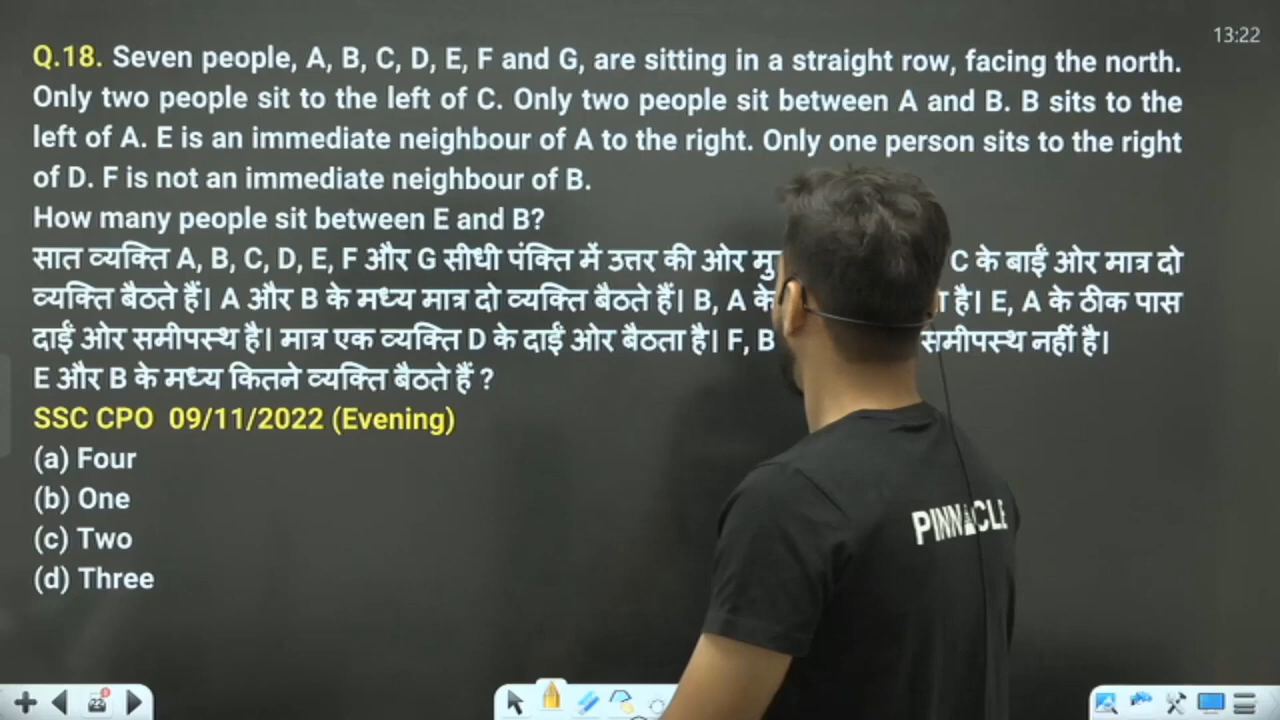 13:22
Q.18. Seven people, A, B, C, D, E, F and G, are sitting in a straight row, facing the north.
Only two people sit to the left of C. Only two people sit between A and B. B sits to the
left of A. E is an immediate neighbour of A to the right. Only one person sits to the right
of D. F is not an immediate neighbour of B.
How many people sit between E and B?
सात व्यक्ति A, B, C, D, E, F और G सीधी पंक्ति में उत्तर की ओर C के बाईं ओर मात्र दो
व्यक्ति बैठते हैं। A और B के मध्य मात्र दो व्यक्ति बैठते हैं। B, A के है। E, A के ठीक पास
दाईं ओर समीपस्थ है। मात्र एक व्यक्ति D के दाईं ओर बैठता है। F, B समीपस्थ नहीं है।
E और B के मध्य कितने व्यक्ति बैठते हैं ?
SSC CPO 09/11/2022 (Evening)
(a) Four
(b) One
(c) Two
(d) Three
PINNACLE